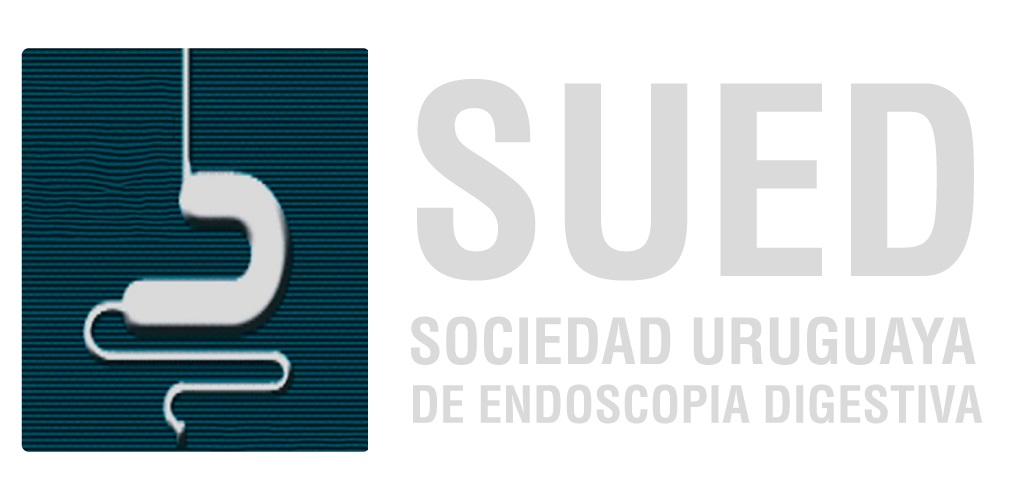 SUED
SOCIEDAD URUGUAYA
DE ENDOSCOPIA DIGESTIVA